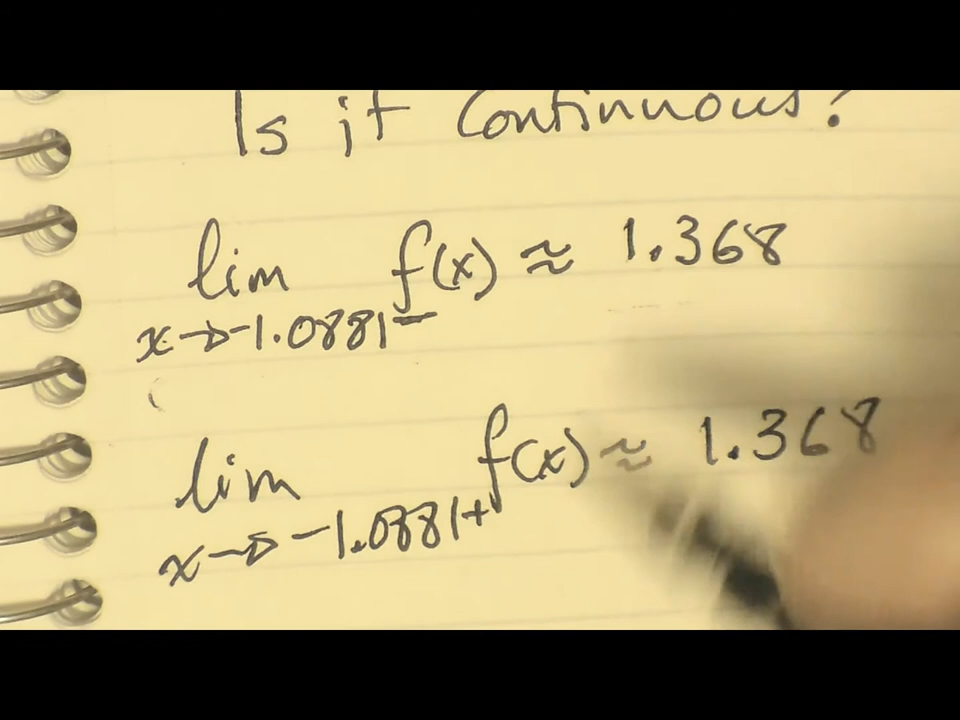 Is it continuous?
lim f(x) ≈ 1.368
x→-1.0881-
lim f(x) ≈ 1.368
x→-1.0881+